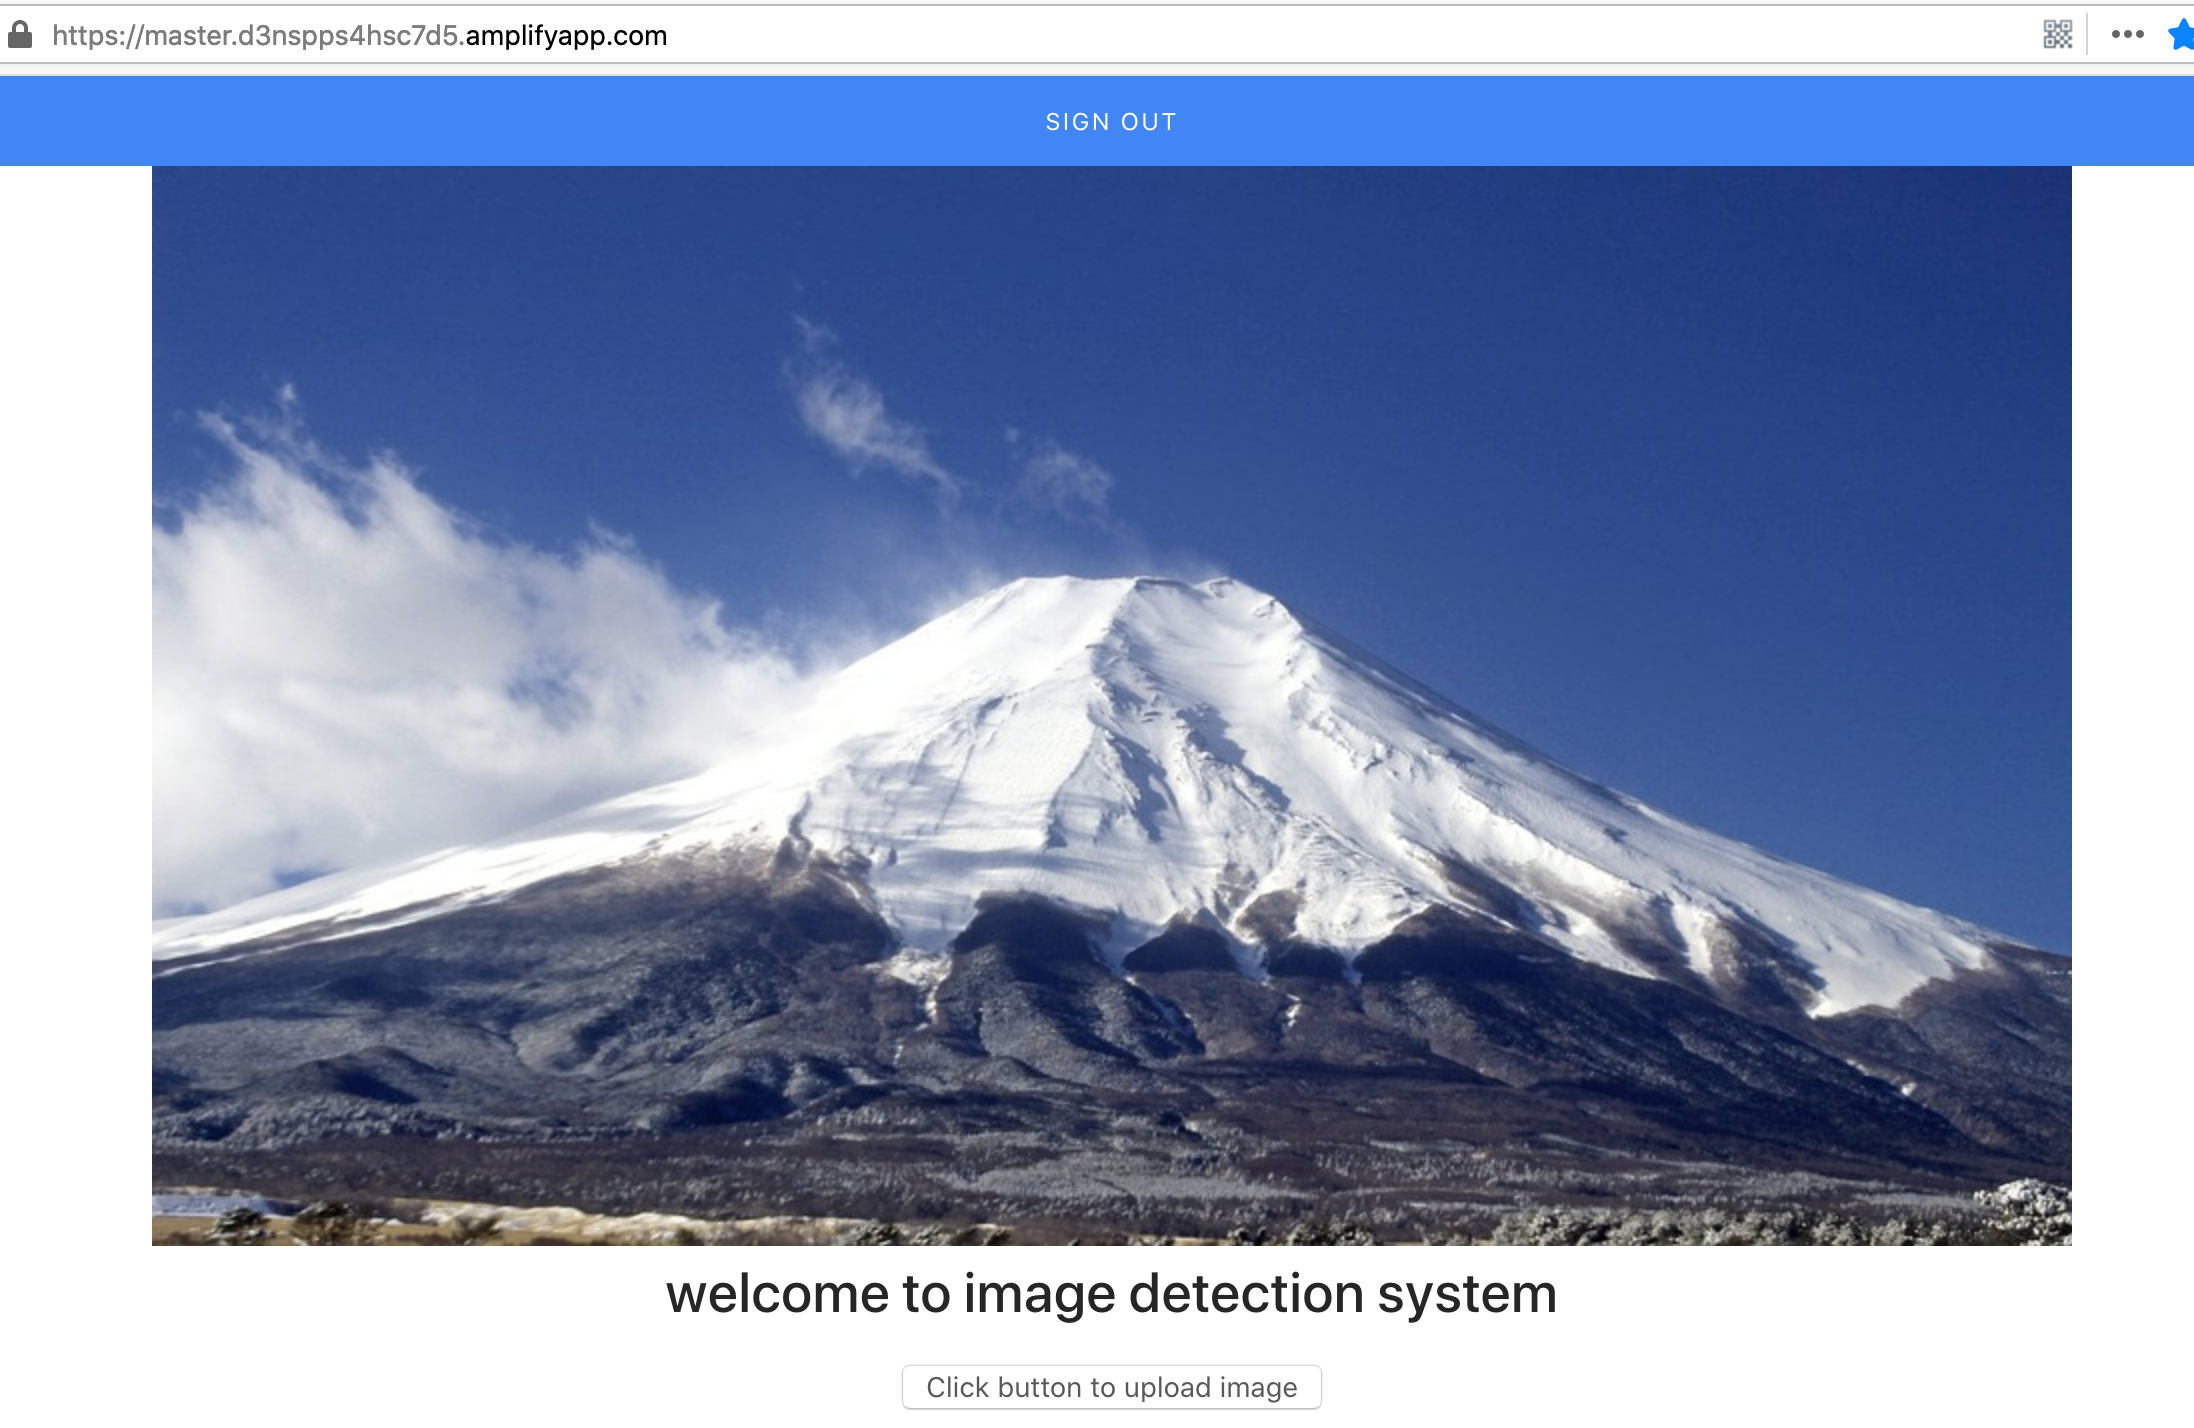 https://master.d3nspps4hsc7d5.amplifyapp.com
SIGN OUT
welcome to image detection system
Click button to upload image